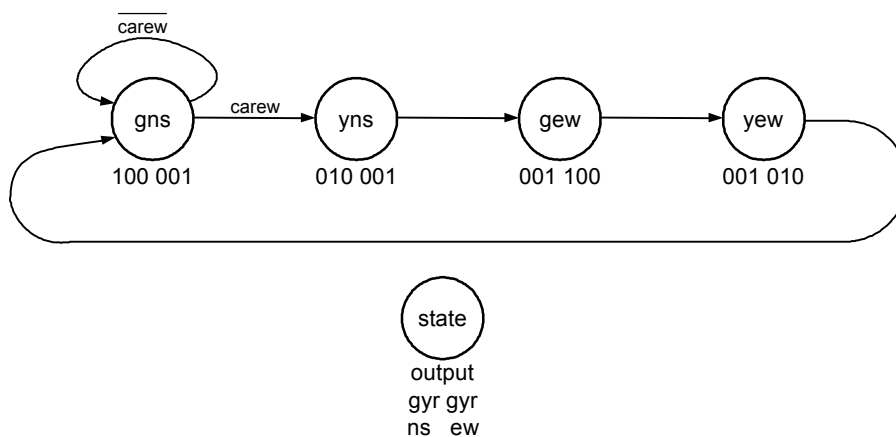 carew
carew
gns
yns
gew
yew
100 001
010 001
001 100
001 010
state
output
gyr gyr
ns ew